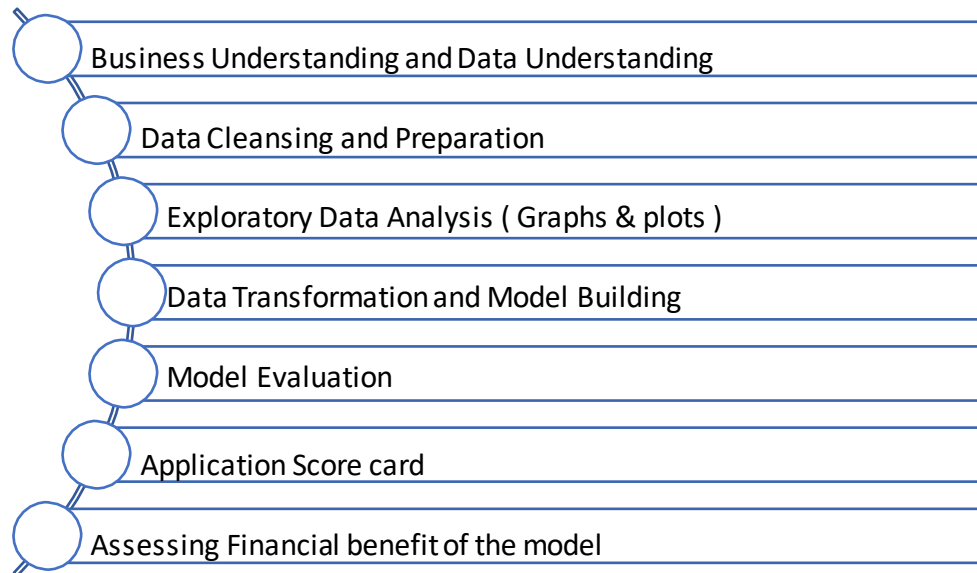 Business Understanding and Data Understanding
Data Cleansing and Preparation
Exploratory Data Analysis ( Graphs & plots )
Data Transformation and Model Building
Model Evaluation
Application Score card
Assessing Financial benefit of the model